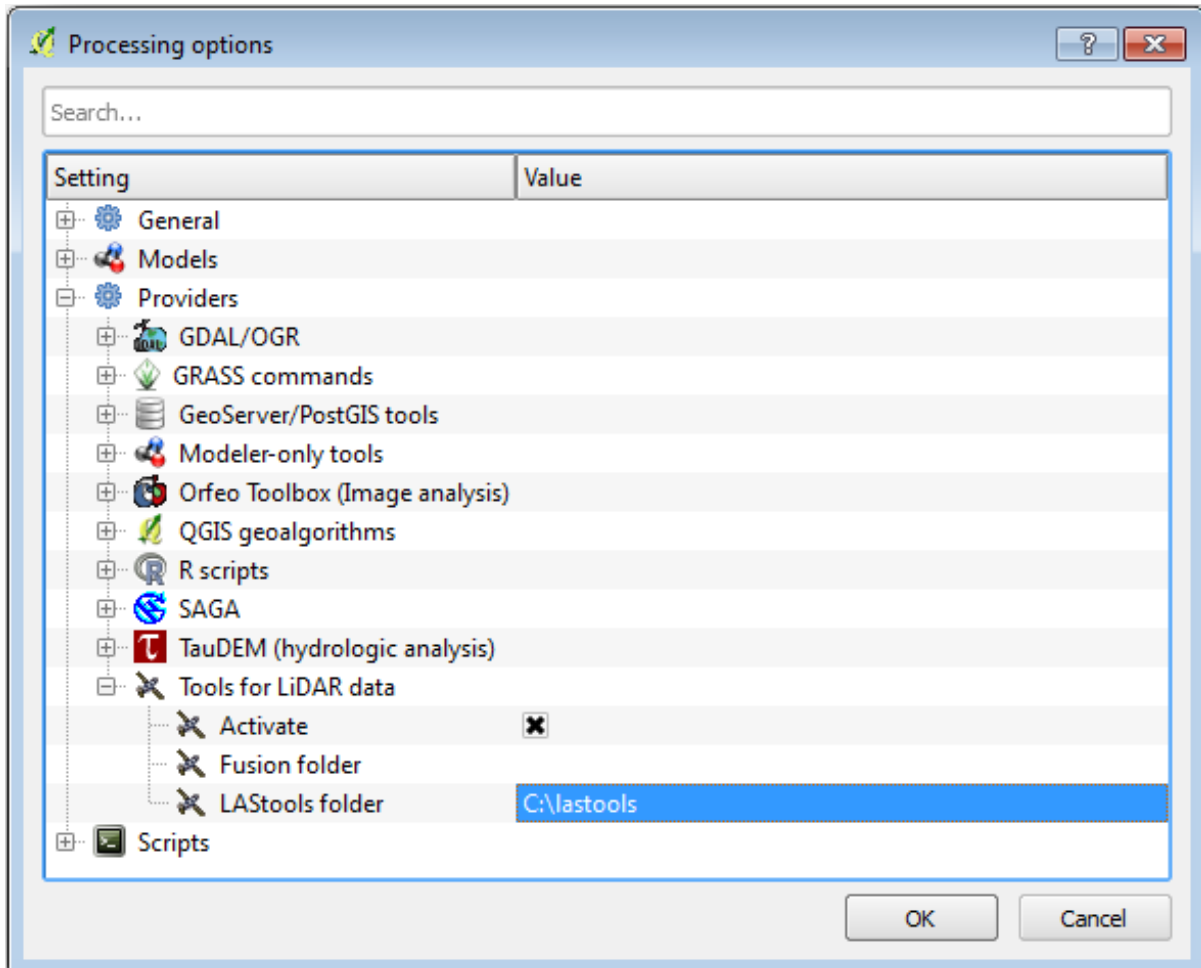 Processing options
Search...
Setting Value
General
Models
Providers
GDAL/OGR
GRASS commands
GeoServer/PostGIS tools
Modeler-only tools
Orfeo Toolbox (Image analysis)
QGIS geoalgorithms
R scripts
SAGA
TauDEM (hydrologic analysis)
Tools for LiDAR data
Activate
Fusion folder
LAStools folder C:\lastools
Scripts
OK Cancel